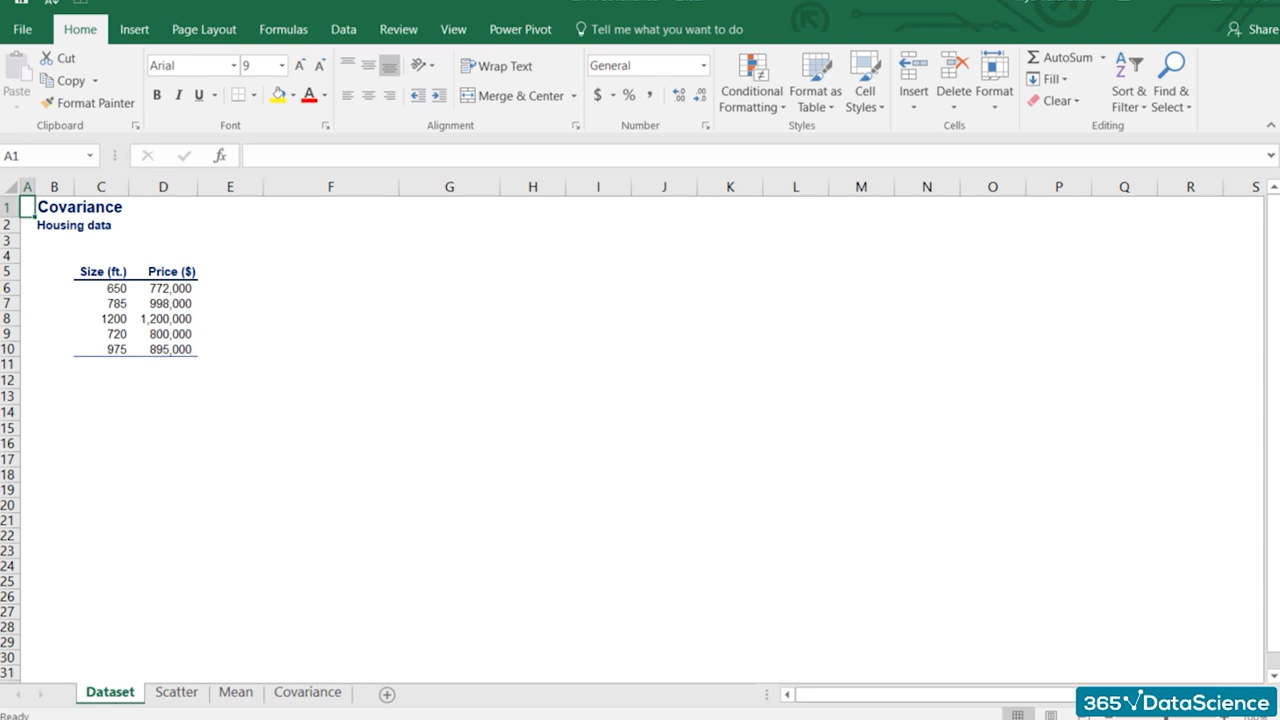 File Home Insert Page Layout Formulas Data Review View Power Pivot Tell me what you want to do Share
Paste
Cut
Copy
Format Painter
Clipboard
Arial 9 A A
B I U A
Font
Wrap Text
Merge & Center
Alignment
General
$ % ,
Number
Conditional Formatting
Format as Table
Cell Styles
Styles
Insert Delete Format
Cells
AutoSum
Fill
Clear
Sort & Filter
Find & Select
Editing
A1 fx
A B C D E F G H I J K L M N O P Q R S
1 Covariance
2 Housing data
3
4
5 Size (ft.) Price ($)
6 650 772,000
7 785 998,000
8 1200 1,200,000
9 720 800,000
10 975 895,000
11
12
13
14
15
16
17
18
19
20
21
22
23
24
25
26
27
28
29
30
31
Dataset Scatter Mean Covariance
365 DataScience
Ready